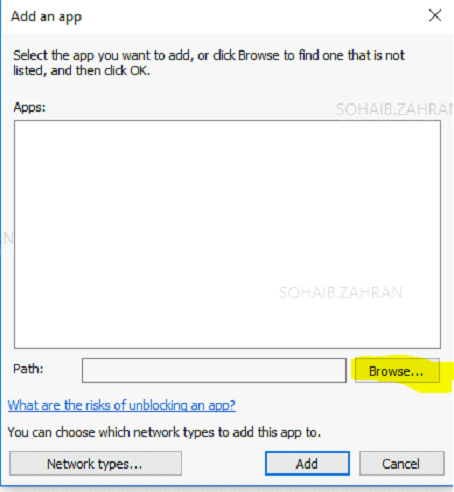 Add an app
Select the app you want to add, or click Browse to find one that is not
listed, and then click OK.
Apps:
SOHAIB.ZAHRAN
SOHAIB.ZAHRAN
Path:
Browse...
What are the risks of unblocking an app?
You can choose which network types to add this app to.
Network types...
Add
Cancel